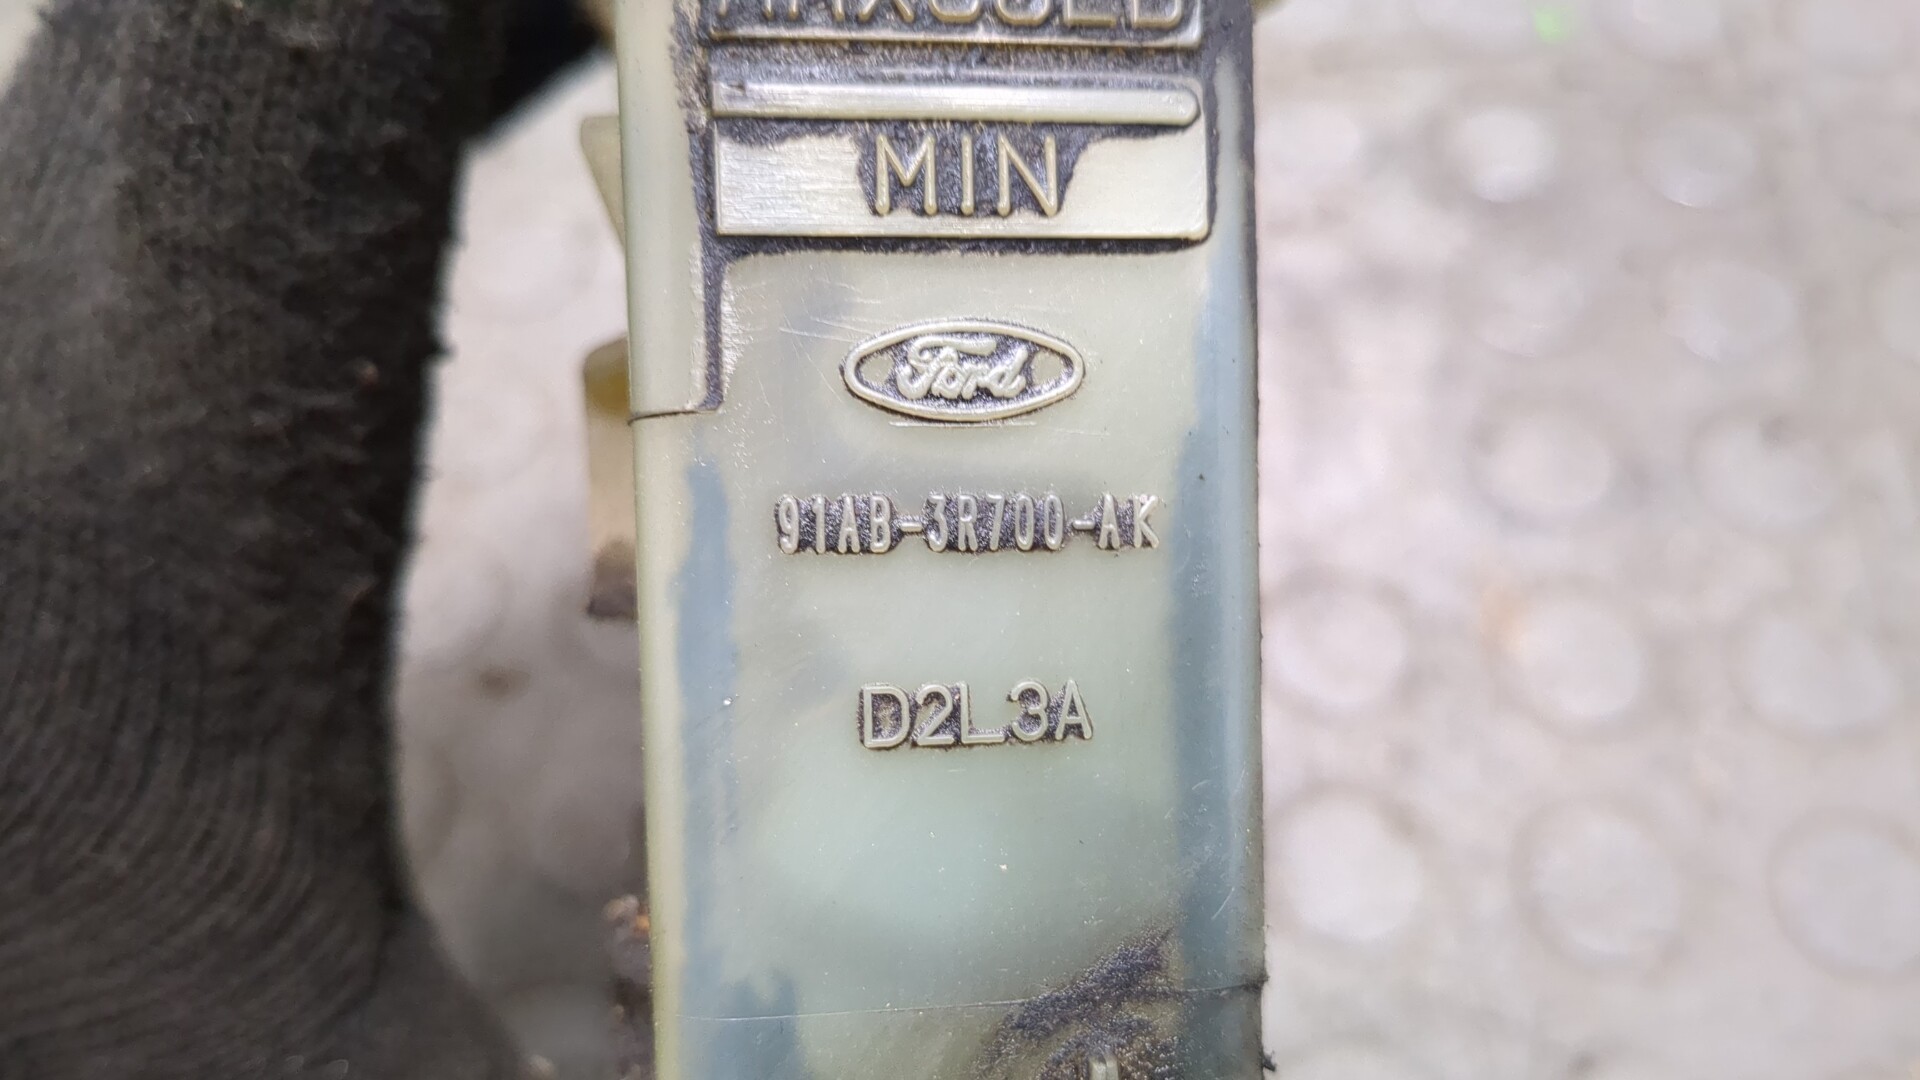 MIN
Ford
91AB-3R700-AK
D2L3A